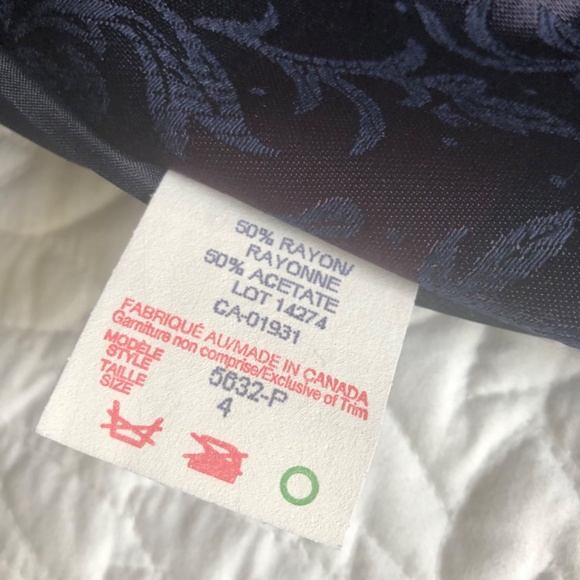 50% RAYON/
RAYONNE
50% ACETATE
LOT 14274
CA-01931
FABRIQUÉ AU/MADE IN CANADA
Garniture non comprise/Exclusive of Trim
MODÈLE
STYLE 5632-P
TAILLE
SIZE 4